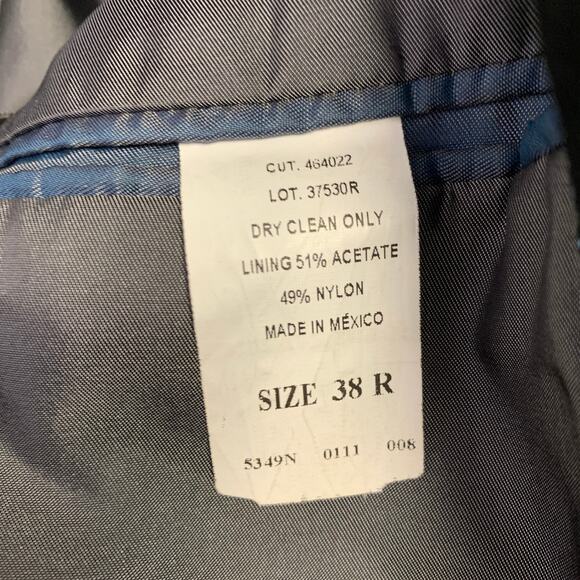 CUT. 464022
LOT. 37530R
DRY CLEAN ONLY
LINING 51% ACETATE
49% NYLON
MADE IN MÉXICO
SIZE 38 R
5349N 0111 008